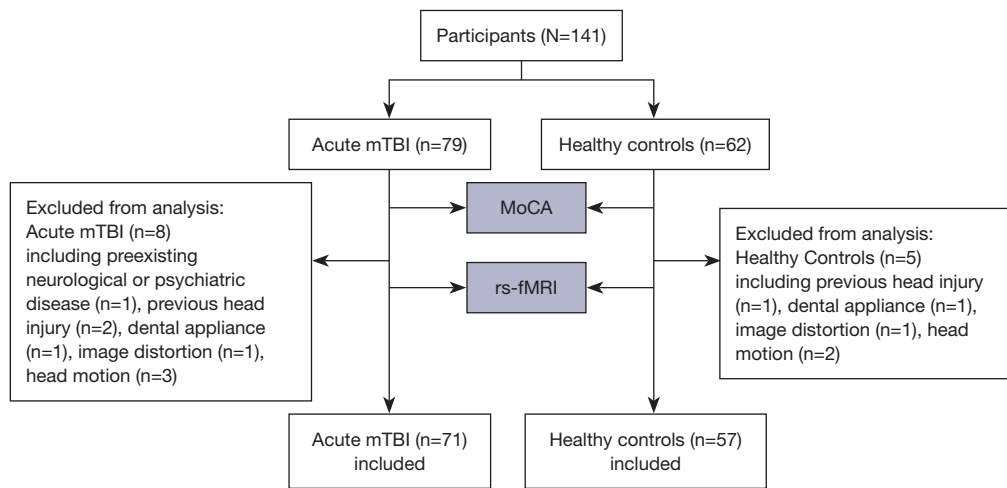 Participants (N=141)
Acute mTBI (n=79)
Healthy controls (n=62)
MoCA
rs-fMRI
Excluded from analysis:
Acute mTBI (n=8)
including preexisting
neurological or psychiatric
disease (n=1), previous head
injury (n=2), dental appliance
(n=1), image distortion (n=1),
head motion (n=3)
Excluded from analysis:
Healthy Controls (n=5)
including previous head injury
(n=1), dental appliance (n=1),
image distortion (n=1), head
motion (n=2)
Acute mTBI (n=71)
included
Healthy controls (n=57)
included